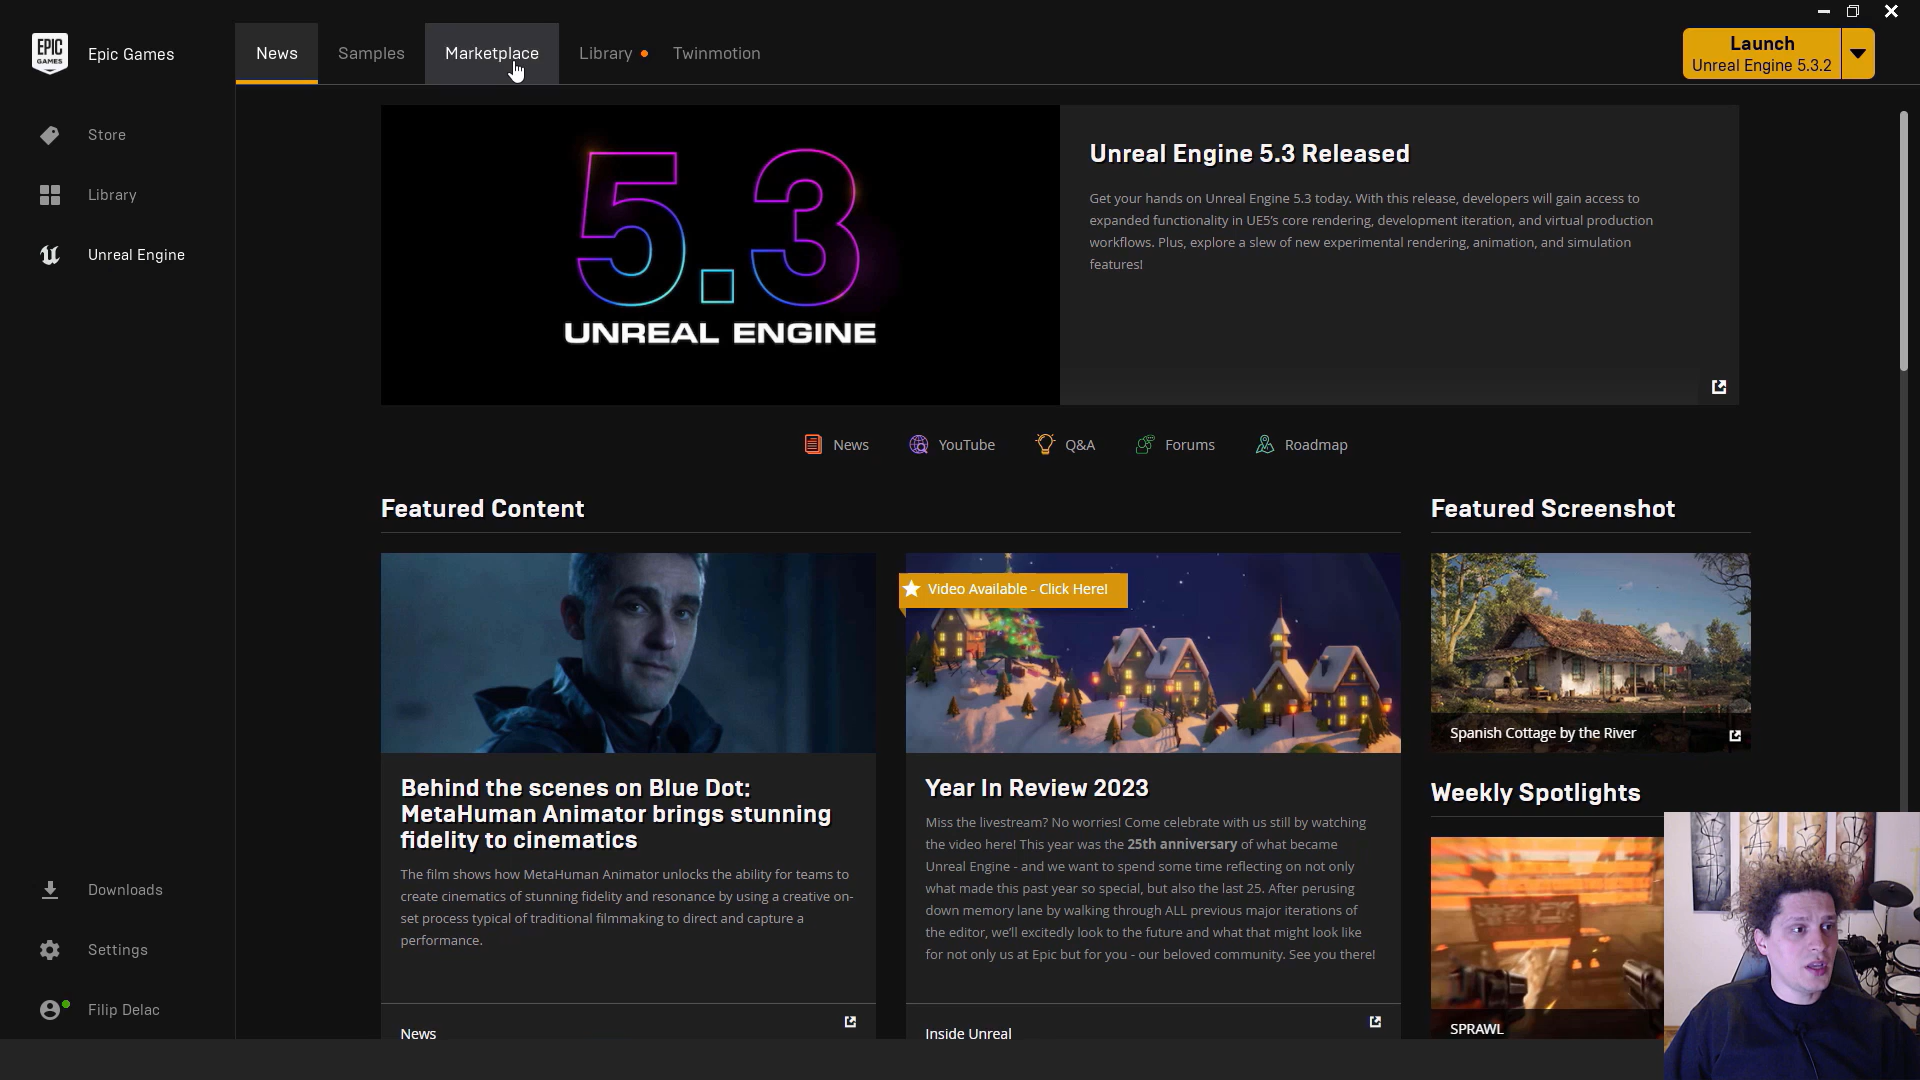 EPIC GAMES
Epic Games
News
Samples
Marketplace
Library
Twinmotion
Launch
Unreal Engine 5.3.2
Store
Library
Unreal Engine
5.3
UNREAL ENGINE
Unreal Engine 5.3 Released
Get your hands on Unreal Engine 5.3 today. With this release, developers will gain access to
expanded functionality in UE5's core rendering, development iteration, and virtual production
workflows. Plus, explore a slew of new experimental rendering, animation, and simulation
features!
News
YouTube
Q&A
Forums
Roadmap
Featured Content
Featured Screenshot
Video Available - Click Here!
Spanish Cottage by the River
Behind the scenes on Blue Dot:
MetaHuman Animator brings stunning
fidelity to cinematics
The film shows how MetaHuman Animator unlocks the ability for teams to
create cinematics of stunning fidelity and resonance by using a creative on-
set process typical of traditional filmmaking to direct and capture a
performance.
News
Year In Review 2023
Miss the livestream? No worries! Come celebrate with us still by watching
the video here! This year was the 25th anniversary of what became
Unreal Engine - and we want to spend some time reflecting on not only
what made this past year so special, but also the last 25. After perusing
down memory lane by walking through ALL previous major iterations of
the editor, we'll excitedly look to the future and what that might look like
for not only us at Epic but for you - our beloved community. See you there!
Inside Unreal
Weekly Spotlights
SPRAWL
Downloads
Settings
Filip Delac